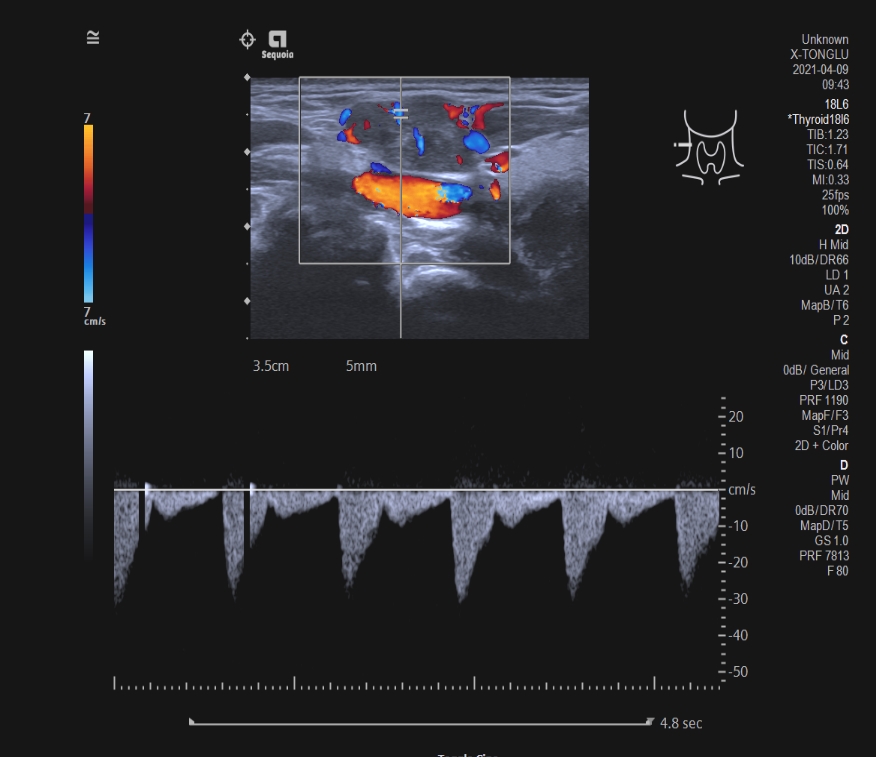 ≅
Sequoia
7
7
cm/s
3.5cm 5mm
Unknown
X-TONGLU
2021-04-09
09:43
18L6
*Thyroid18l6
TIB:1.23
TIC:1.71
TIS:0.64
MI:0.33
25fps
100%
2D
H Mid
10dB/DR66
LD 1
UA 2
MapB/T6
P 2
C
Mid
0dB/ General
P3/LD3
PRF 1190
MapF/F3
S1/Pr4
2D + Color
D
PW
Mid
0dB/DR70
MapD/T5
GS 1.0
PRF 7813
F 80
20
10
cm/s
-10
-20
-30
-40
-50
4.8 sec